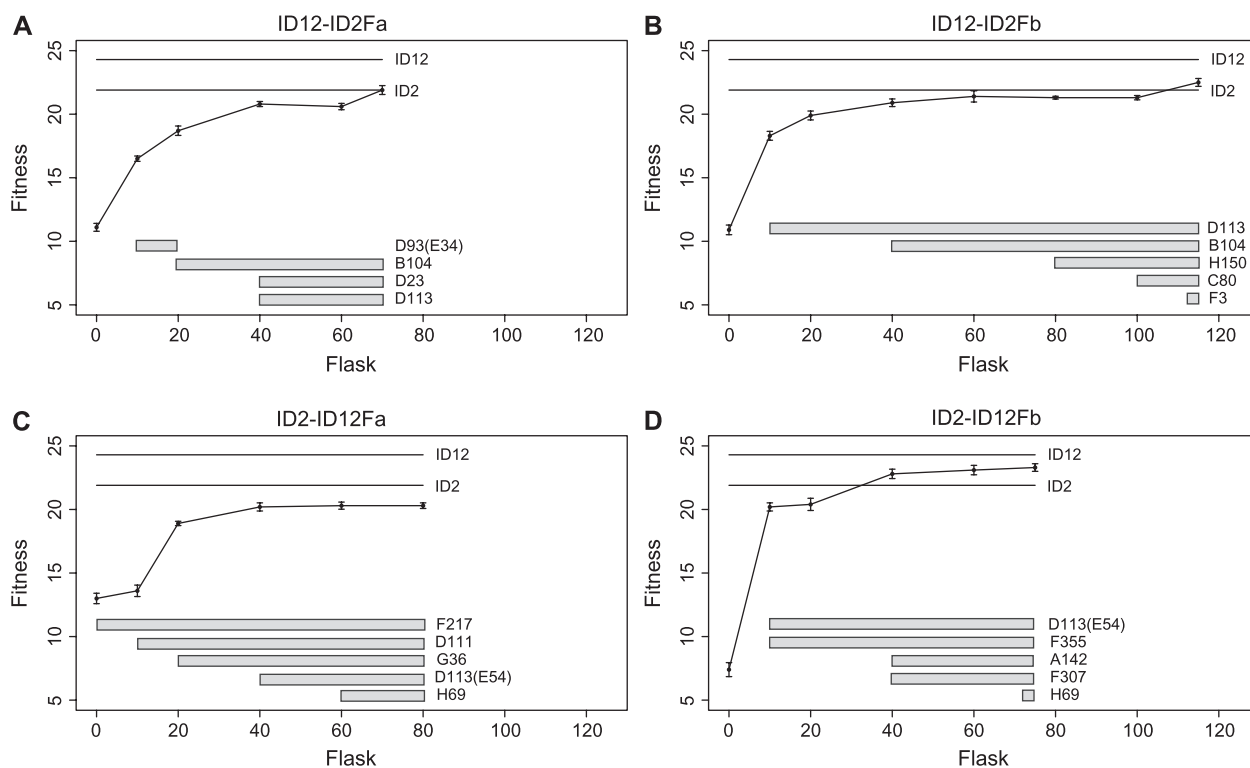 A
ID12-ID2Fa
Fitness
25
20
15
10
5
ID12
ID2
D93(E34)
B104
D23
D113
0 20 40 60 80 100 120
Flask
B
ID12-ID2Fb
Fitness
25
20
15
10
5
ID12
ID2
D113
B104
H150
C80
F3
0 20 40 60 80 100 120
Flask
C
ID2-ID12Fa
Fitness
25
20
15
10
5
ID12
ID2
F217
D111
G36
D113(E54)
H69
0 20 40 60 80 100 120
Flask
D
ID2-ID12Fb
Fitness
25
20
15
10
5
ID12
ID2
D113(E54)
F355
A142
F307
H69
0 20 40 60 80 100 120
Flask